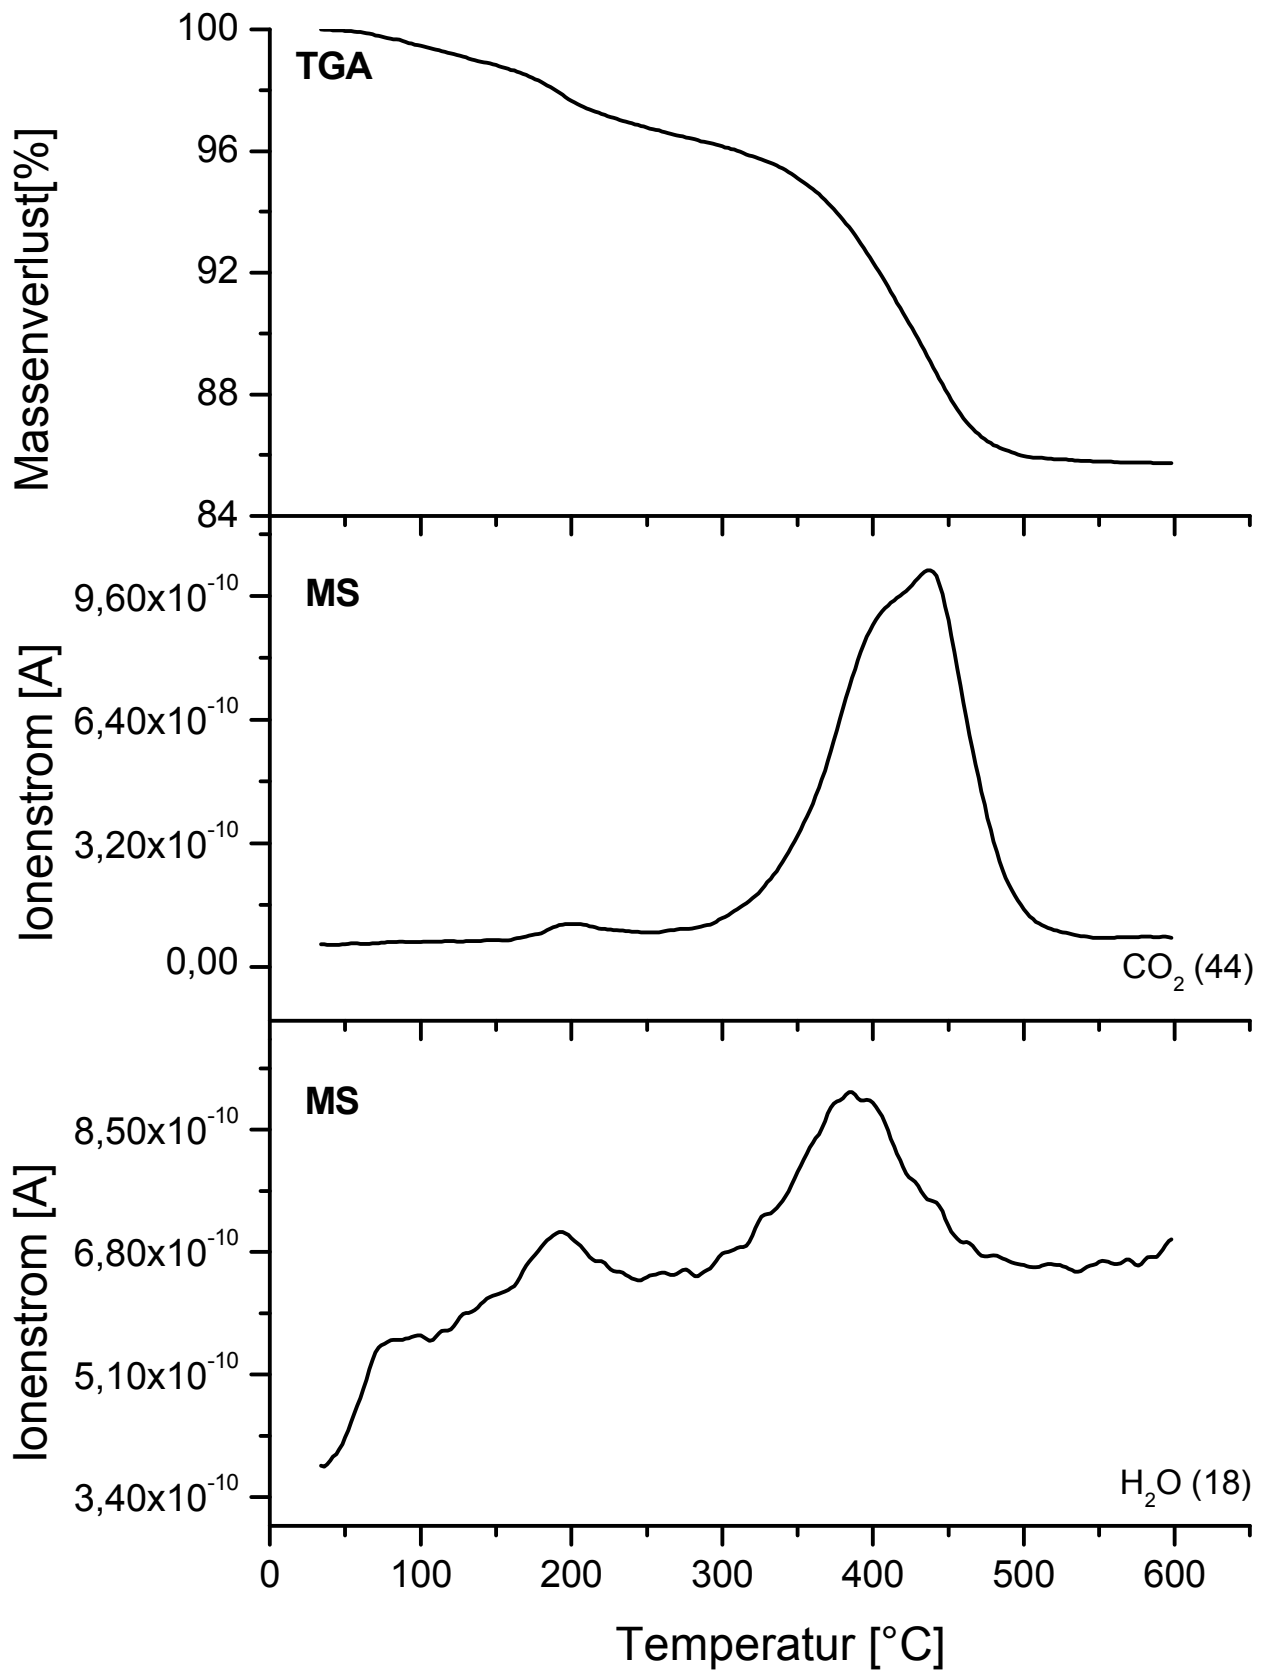 TGA
Massenverlust[%]
100
96
92
88
84
MS
Ionenstrom [A]
9,60x10⁻¹⁰
6,40x10⁻¹⁰
3,20x10⁻¹⁰
0,00
CO₂ (44)
MS
Ionenstrom [A]
8,50x10⁻¹⁰
6,80x10⁻¹⁰
5,10x10⁻¹⁰
3,40x10⁻¹⁰
H₂O (18)
0 100 200 300 400 500 600
Temperatur [°C]